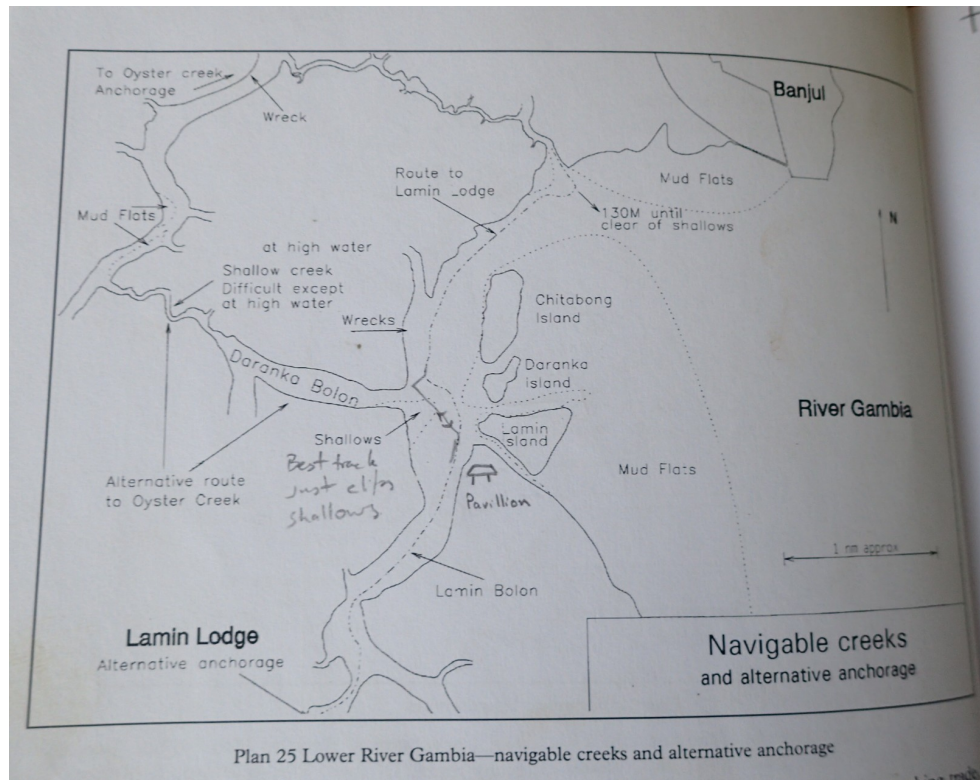 To Oyster creek
Anchorage
Wreck
Banjul
Route to
Lamin Lodge
Mud Flats
130M until
clear of shallows
N
Mud Flats
at high water
Shallow creek
Difficult except
at high water
Chitabong
Island
Wrecks
Daranka Bolon
Daranka
island
River Gambia
Shallows
Lamin
island
Best track
just clips
shallows
Pavillion
Mud Flats
Alternative route
to Oyster Creek
1 nm approx
Lamin Bolon
Lamin Lodge
Alternative anchorage
Navigable creeks
and alternative anchorage
Plan 25 Lower River Gambia—navigable creeks and alternative anchorage